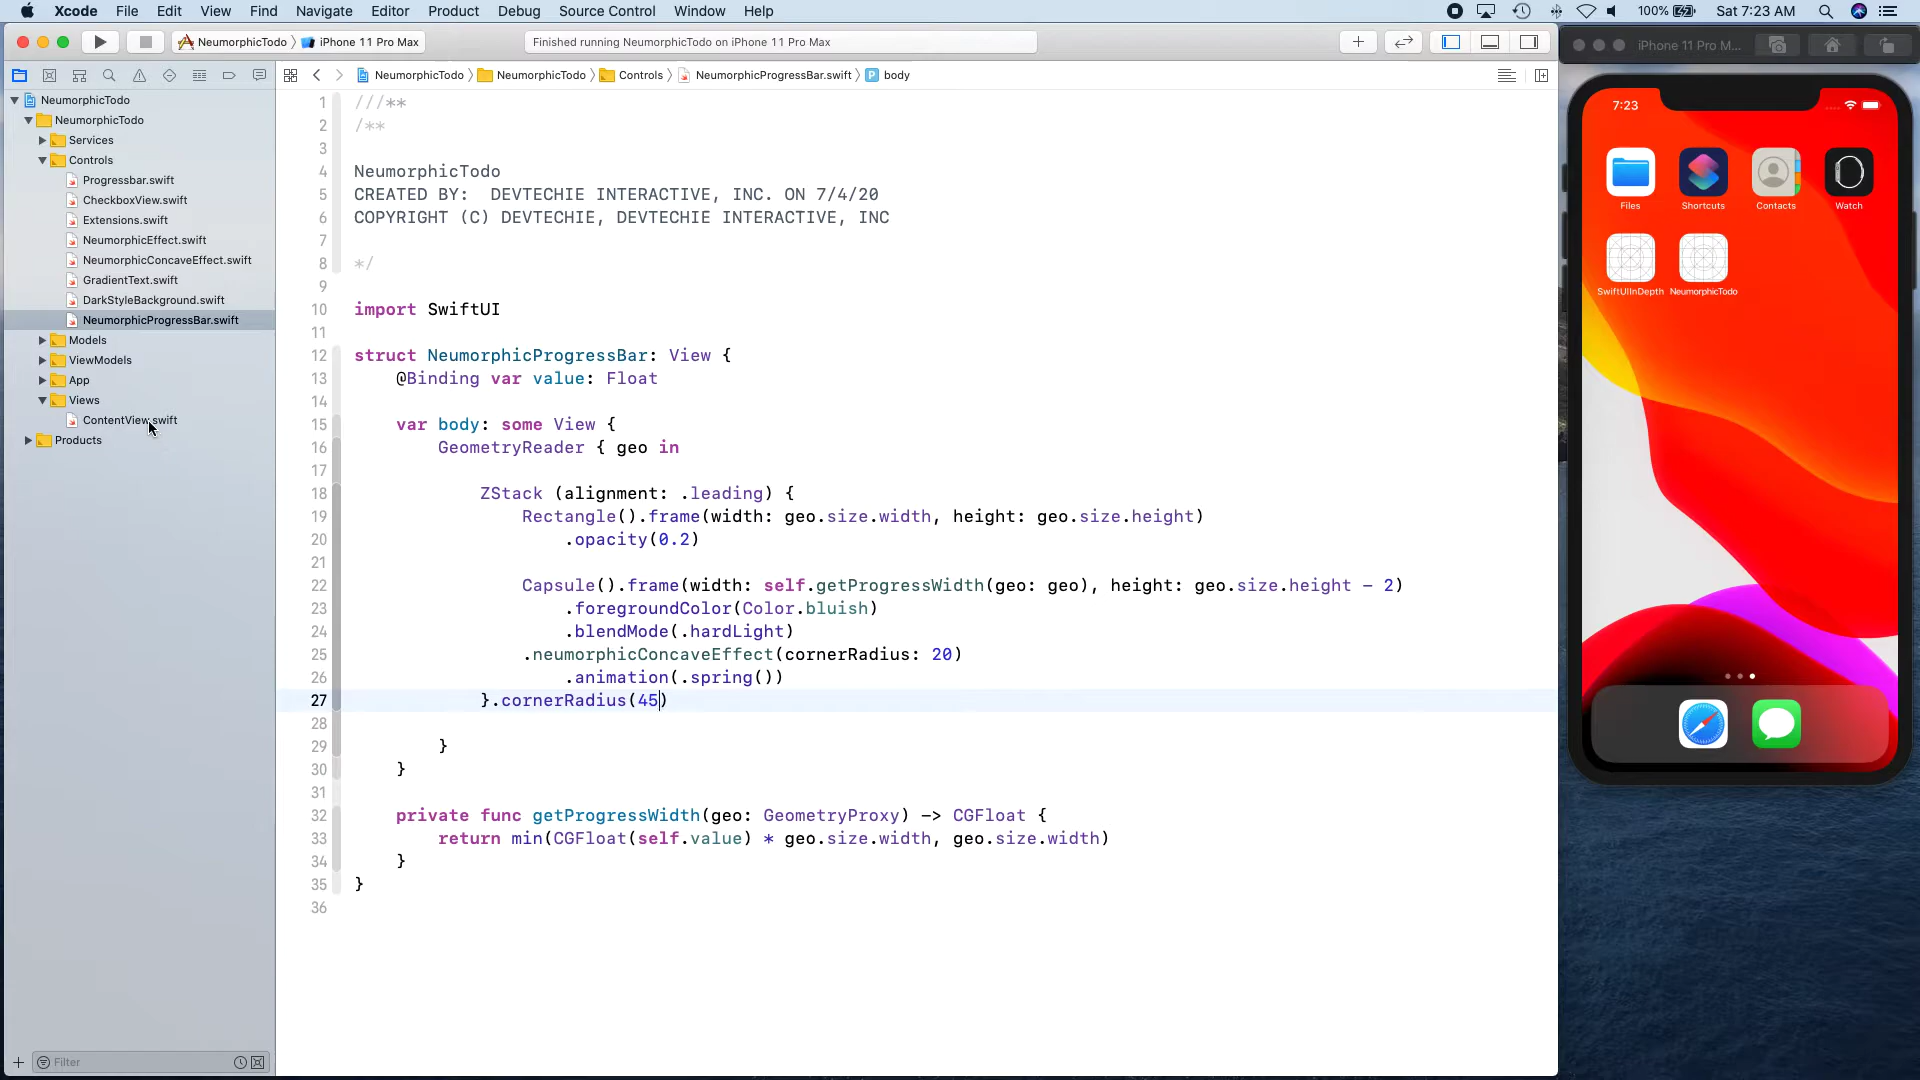 Xcode File Edit View Find Navigate Editor Product Debug Source Control Window Help
100% Sat 7:23 AM
NeumorphicTodo iPhone 11 Pro Max
Finished running NeumorphicTodo on iPhone 11 Pro Max
iPhone 11 Pro M...
NeumorphicTodo NeumorphicTodo Controls NeumorphicProgressBar.swift P body
NeumorphicTodo
NeumorphicTodo
Services
Controls
Progressbar.swift
CheckboxView.swift
Extensions.swift
NeumorphicEffect.swift
NeumorphicConcaveEffect.swift
GradientText.swift
DarkStyleBackground.swift
NeumorphicProgressBar.swift
Models
ViewModels
App
Views
ContentView.swift
Products
Filter
1 ///**
2 /**
3
4 NeumorphicTodo
5 CREATED BY:  DEVTECHIE INTERACTIVE, INC. ON 7/4/20
6 COPYRIGHT (C) DEVTECHIE, DEVTECHIE INTERACTIVE, INC
7
8 */
9
10 import SwiftUI
11
12 struct NeumorphicProgressBar: View {
13 @Binding var value: Float
14
15 var body: some View {
16 GeometryReader { geo in
17
18 ZStack (alignment: .leading) {
19 Rectangle().frame(width: geo.size.width, height: geo.size.height)
20 .opacity(0.2)
21
22 Capsule().frame(width: self.getProgressWidth(geo: geo), height: geo.size.height - 2)
23 .foregroundColor(Color.bluish)
24 .blendMode(.hardLight)
25 .neumorphicConcaveEffect(cornerRadius: 20)
26 .animation(.spring())
27 }.cornerRadius(45)
28
29 }
30 }
31
32 private func getProgressWidth(geo: GeometryProxy) -> CGFloat {
33 return min(CGFloat(self.value) * geo.size.width, geo.size.width)
34 }
35 }
36
7:23
Files Shortcuts Contacts Watch
SwiftUIInDepth NeumorphicTodo